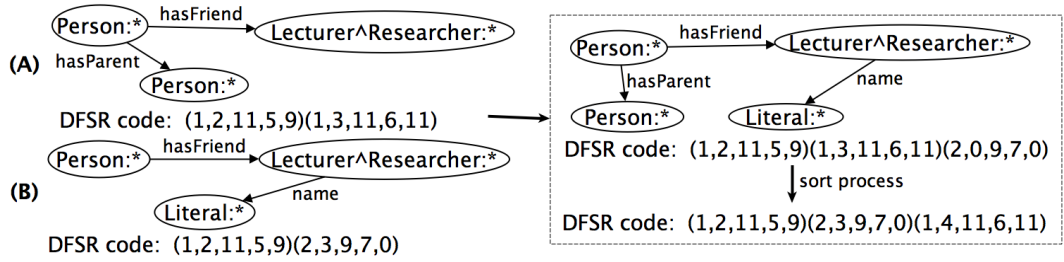 Person:* hasFriend Lecturer^Researcher:*
(A) hasParent
Person:*
DFSR code: (1,2,11,5,9)(1,3,11,6,11)
Person:* hasFriend Lecturer^Researcher:*
(B) name
Literal:*
DFSR code: (1,2,11,5,9)(2,3,9,7,0)
Person:* hasFriend Lecturer^Researcher:*
hasParent name
Person:* Literal:*
DFSR code: (1,2,11,5,9)(1,3,11,6,11)(2,0,9,7,0)
sort process
DFSR code: (1,2,11,5,9)(2,3,9,7,0)(1,4,11,6,11)